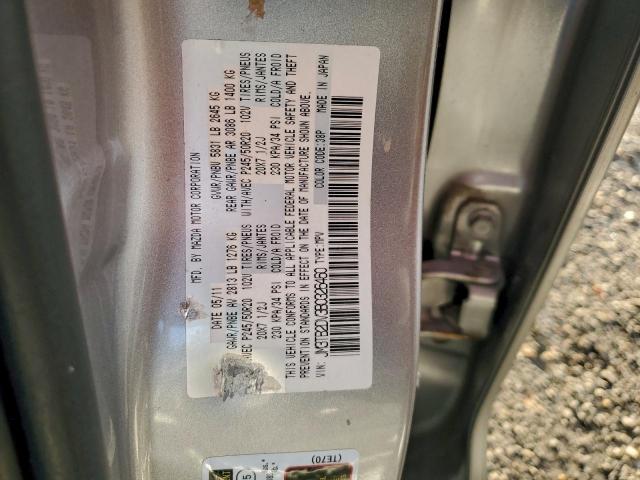 MFD. BY MAZDA MOTOR CORPORATION
DATE 05/11 GVWR/PNBV 5831 LB 2645 KG
GAWR/PNBE AV 2813 LB 1276 KG REAR GAWR/PNBE AR 3086 LB 1400 KG
AVEC P245/50R20 102V TIRES/PNEUS WITH/AVEC P245/50R20 102V TIRES/PNEUS
20X7 1/2J RIMS/JANTES 20X7 1/2J RIMS/JANTES
230 KPA/34 PSI COLD/A FROID 230 KPA/34 PSI COLD/A FROID
THIS VEHICLE CONFORMS TO ALL APPLICABLE FEDERAL MOTOR VEHICLE SAFETY AND THEFT
PREVENTION STANDARDS IN EFFECT ON THE DATE OF MANUFACTURE SHOWN ABOVE.
VIN: JM3TB2DV3B0326450 TYPE:MPV COLOR CODE:38P MADE IN JAPAN
(TE70)